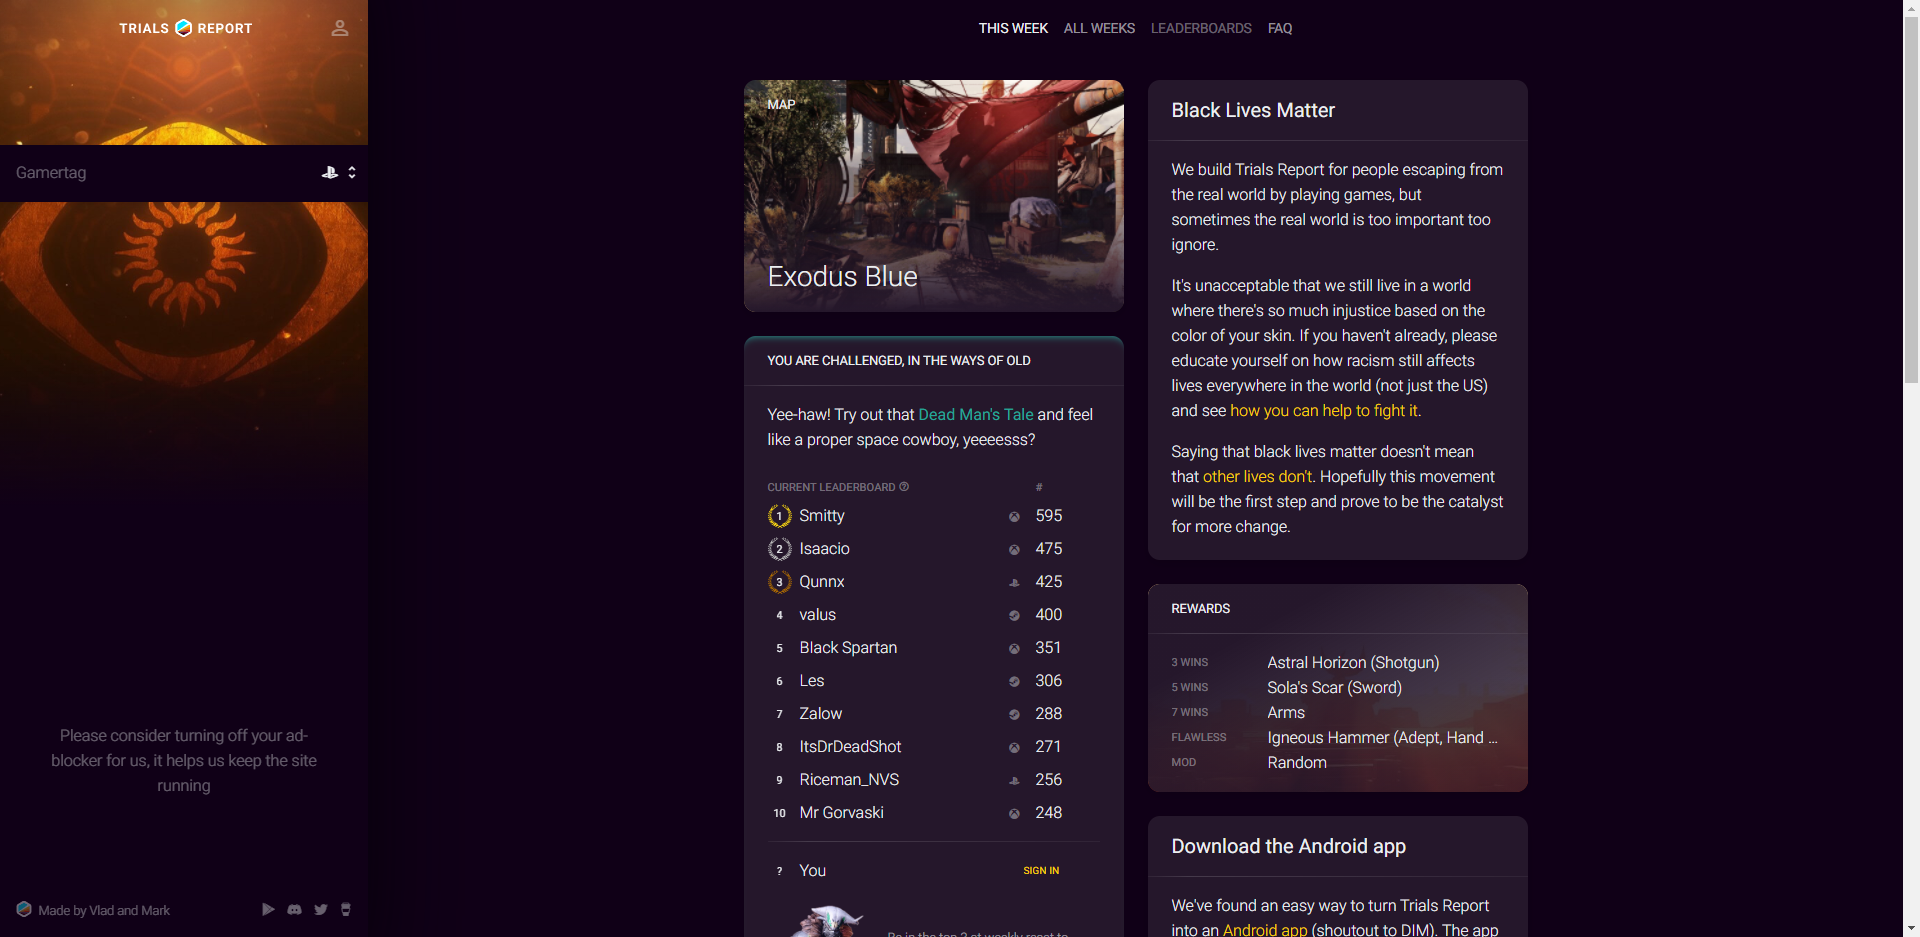 TRIALS REPORT
THIS WEEK ALL WEEKS LEADERBOARDS FAQ
Gamertag
Please consider turning off your ad-
blocker for us, it helps us keep the site
running
Made by Vlad and Mark
MAP
Exodus Blue
YOU ARE CHALLENGED, IN THE WAYS OF OLD
Yee-haw! Try out that Dead Man's Tale and feel
like a proper space cowboy, yeeeesss?
CURRENT LEADERBOARD ? #
1 Smitty 595
2 Isaacio 475
3 Qunnx 425
4 valus 400
5 Black Spartan 351
6 Les 306
7 Zalow 288
8 ItsDrDeadShot 271
9 Riceman_NVS 256
10 Mr Gorvaski 248
? You SIGN IN
Be in the top 3 at weekly reset to
Black Lives Matter
We build Trials Report for people escaping from
the real world by playing games, but
sometimes the real world is too important too
ignore.
It's unacceptable that we still live in a world
where there's so much injustice based on the
color of your skin. If you haven't already, please
educate yourself on how racism still affects
lives everywhere in the world (not just the US)
and see how you can help to fight it.
Saying that black lives matter doesn't mean
that other lives don't. Hopefully this movement
will be the first step and prove to be the catalyst
for more change.
REWARDS
3 WINS Astral Horizon (Shotgun)
5 WINS Sola's Scar (Sword)
7 WINS Arms
FLAWLESS Igneous Hammer (Adept, Hand ...
MOD Random
Download the Android app
We've found an easy way to turn Trials Report
into an Android app (shoutout to DIM). The app